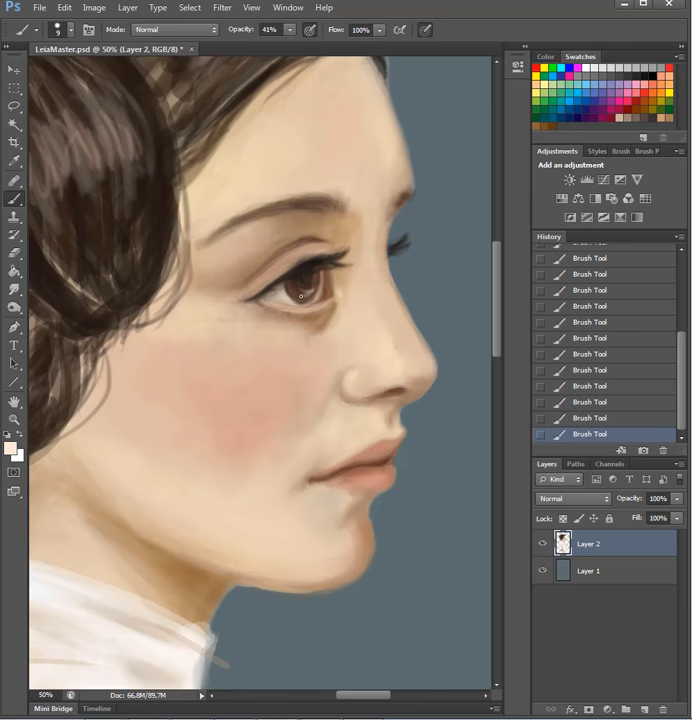 Ps File Edit Image Layer Type Select Filter View Window Help
9 Mode: Normal Opacity: 41% Flow: 100%
LeiaMaster.psd @ 50% (Layer 2, RGB/8) * ×
Color Swatches
Adjustments Styles Brush Brush P
Add an adjustment
History
Brush Tool
Brush Tool
Brush Tool
Brush Tool
Brush Tool
Brush Tool
Brush Tool
Brush Tool
Brush Tool
Brush Tool
Brush Tool
Brush Tool
Layers Paths Channels
Kind
Normal Opacity: 100%
Lock: Fill: 100%
Layer 2
Layer 1
50% Doc: 66,8M/89,7M
Mini Bridge Timeline